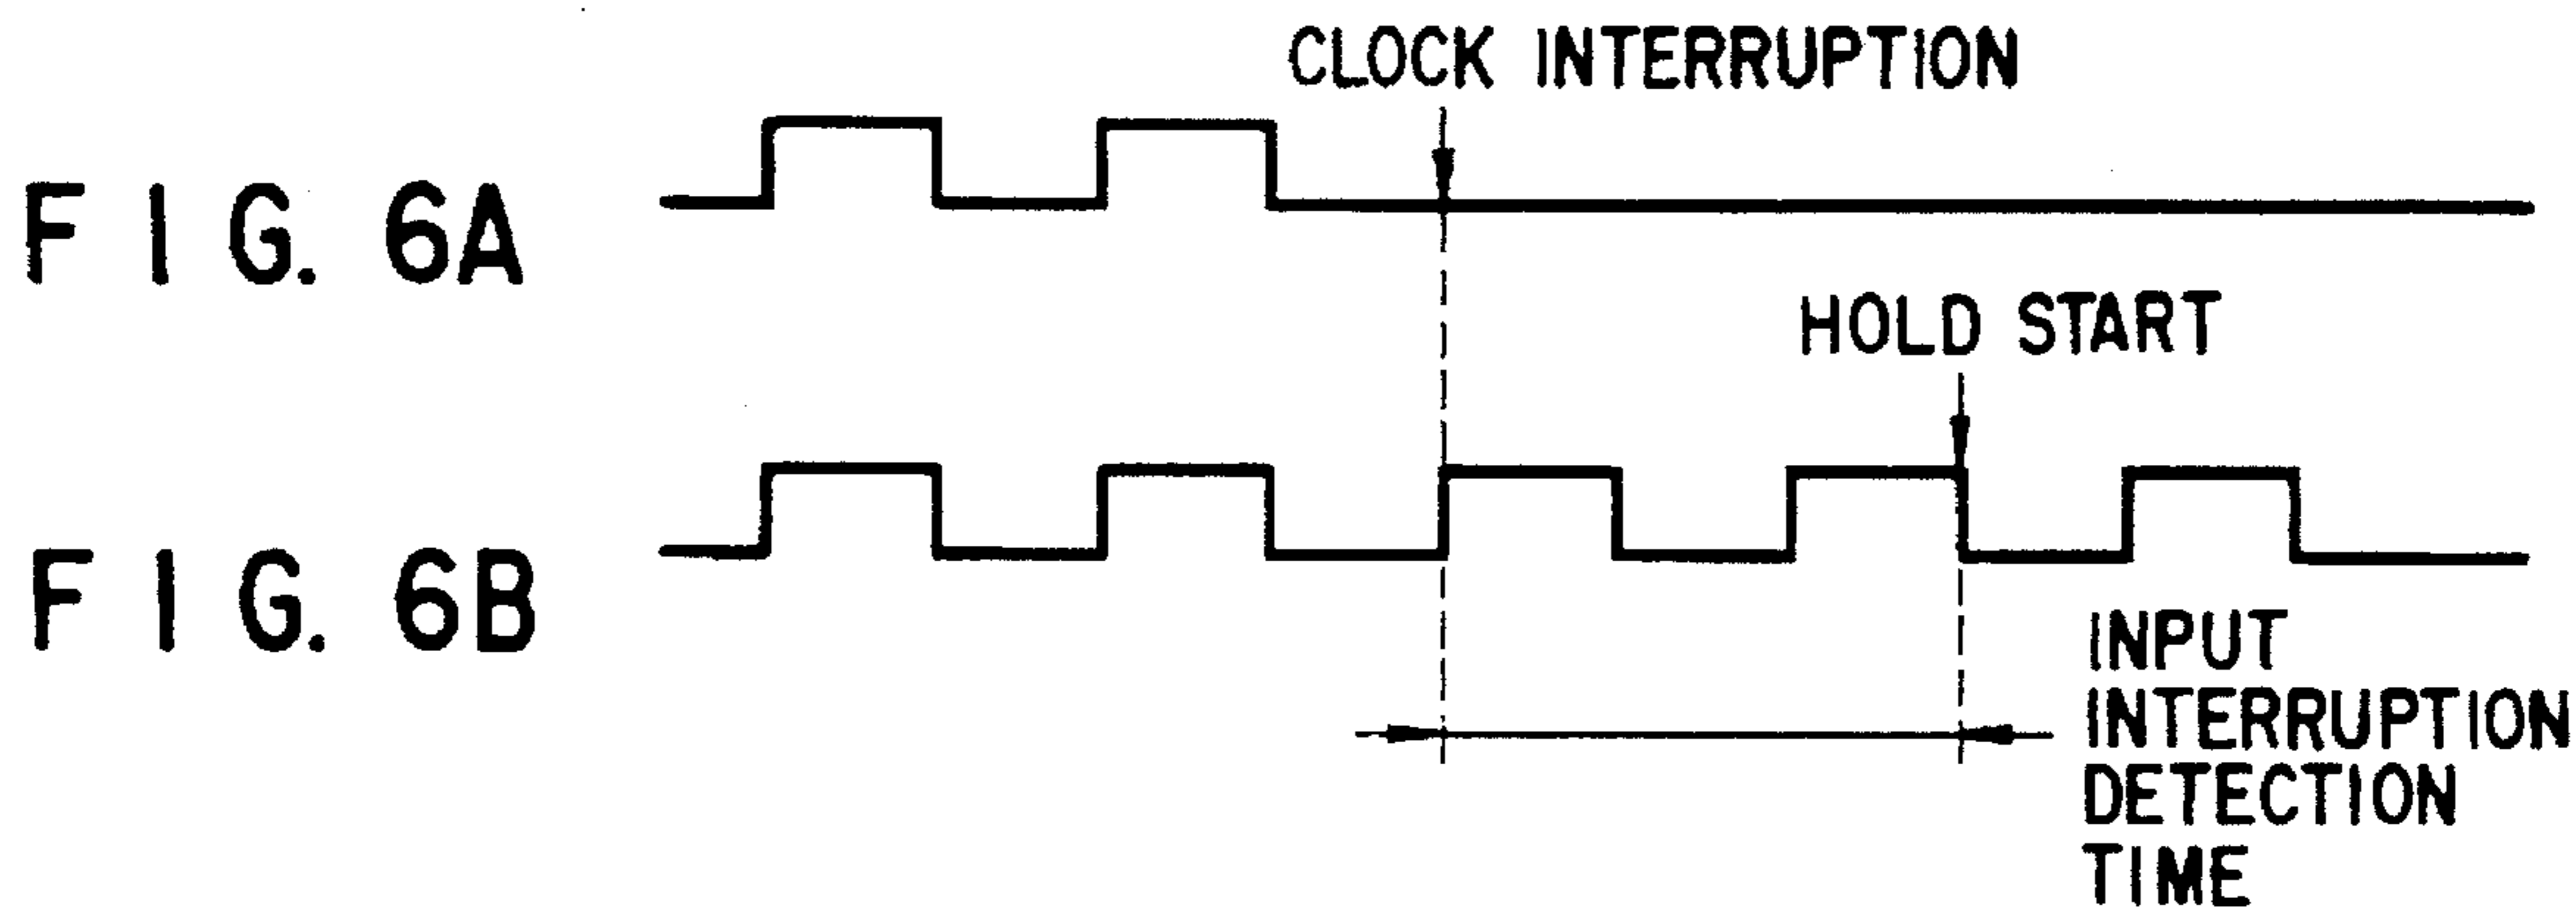 CLOCK INTERRUPTION
FIG. 6A
HOLD START
FIG. 6B
INPUT
INTERRUPTION
DETECTION
TIME